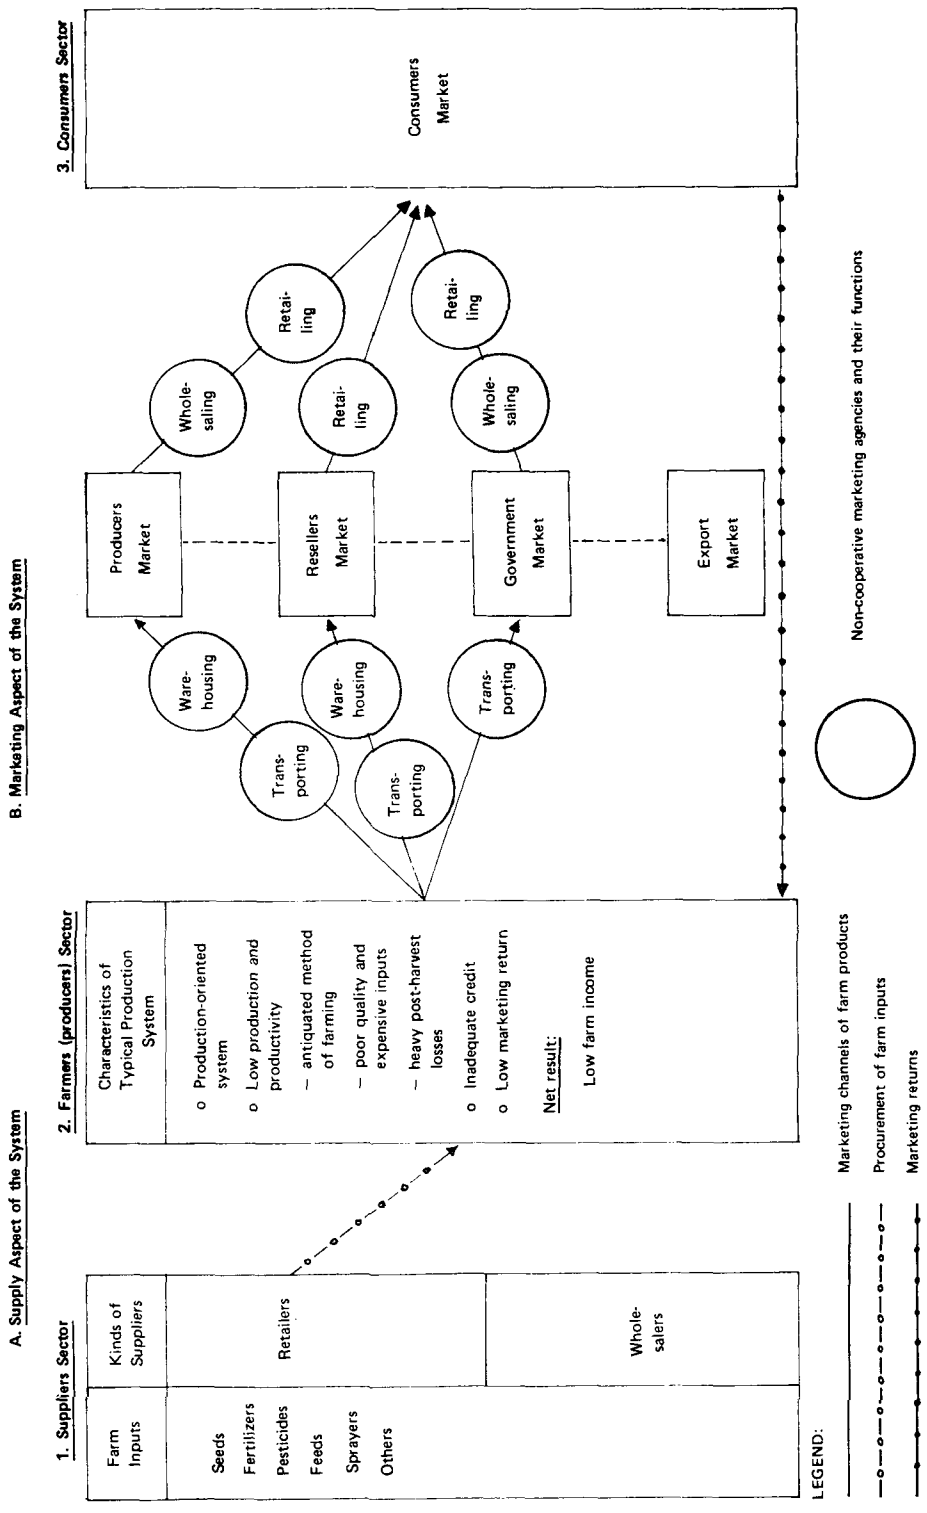 A. Supply Aspect of the System
B. Marketing Aspect of the System
1. Suppliers Sector
Farm
Inputs
Kinds of
Suppliers
Seeds
Fertilizers
Pesticides
Feeds
Sprayers
Others
Retailers
Whole-
salers
2. Farmers (producers) Sector
Characteristics of
Typical Production
System
o Production-oriented
system
o Low production and
productivity
– antiquated method
of farming
– poor quality and
expensive inputs
– heavy post-harvest
losses
o Inadequate credit
o Low marketing return
Net result:
Low farm income
Trans-
porting
Ware-
housing
Producers
Market
Whole-
saling
Retai-
ling
Trans-
porting
Ware-
housing
Resellers
Market
Retai-
ling
Trans-
porting
Government
Market
Whole-
saling
Retai-
ling
Export
Market
3. Consumers Sector
Consumers
Market
LEGEND:
Marketing channels of farm products
Procurement of farm inputs
Marketing returns
Non-cooperative marketing agencies and their functions